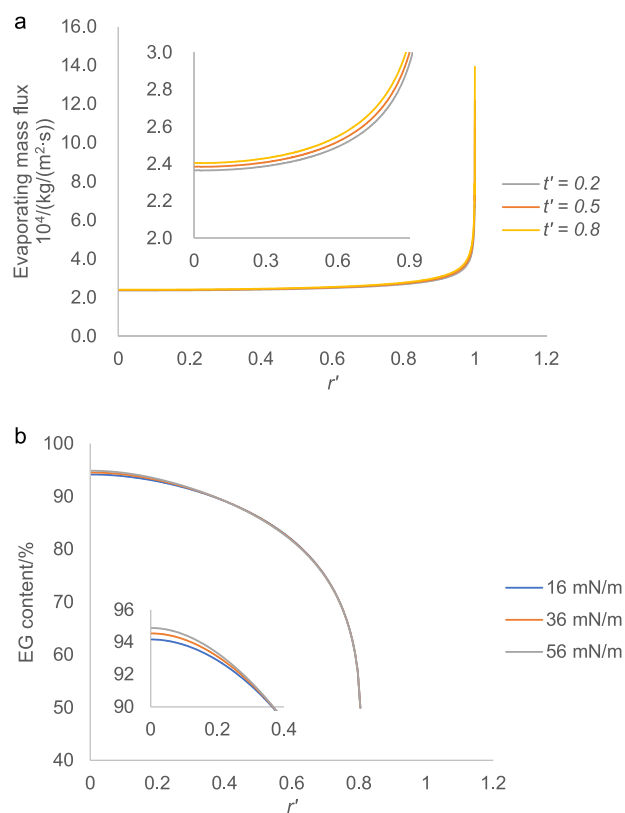 a
Evaporating mass flux
10⁴/(kg/(m²·s))
16.0
14.0
12.0
10.0
8.0
6.0
4.0
2.0
0.0
3.0
2.8
2.6
2.4
2.2
2.0
0 0.3 0.6 0.9
t' = 0.2
t' = 0.5
t' = 0.8
0 0.2 0.4 0.6 0.8 1 1.2
r'
b
EG content/%
100
90
80
70
60
50
40
96
94
92
90
0 0.2 0.4
16 mN/m
36 mN/m
56 mN/m
0 0.2 0.4 0.6 0.8 1 1.2
r'